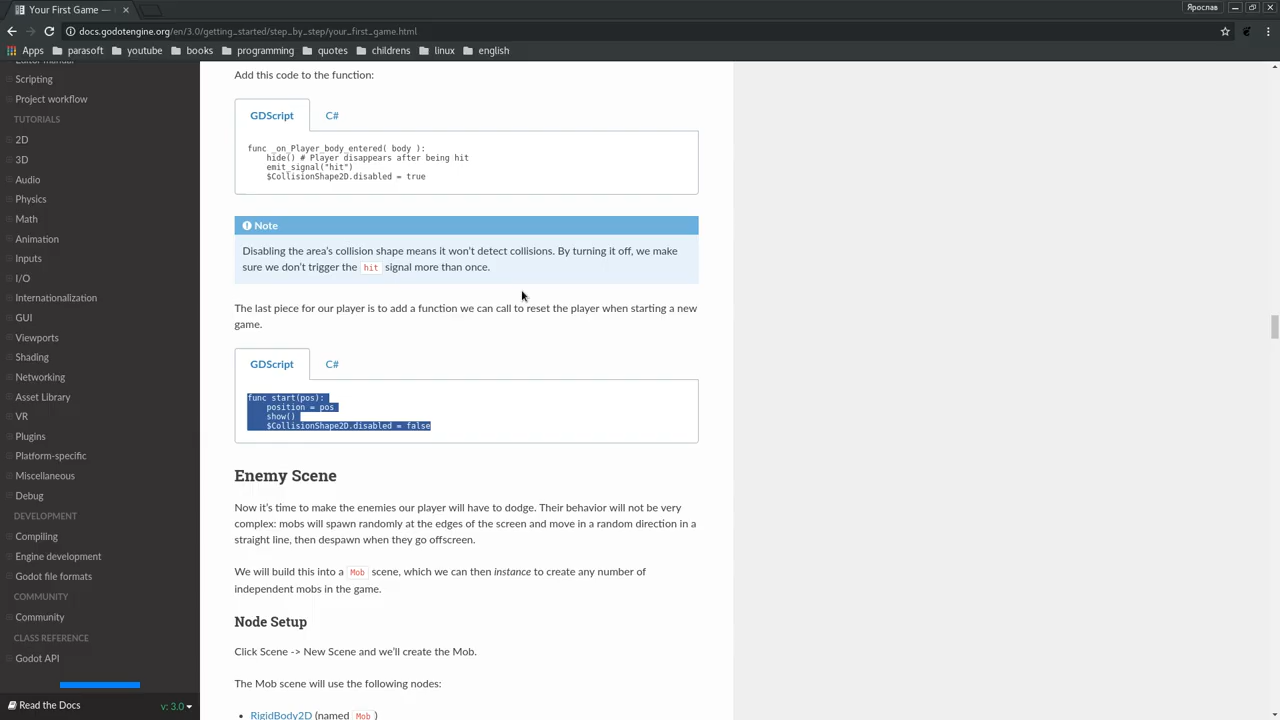 Your First Game —
Ярослав
docs.godotengine.org/en/3.0/getting_started/step_by_step/your_first_game.html
Apps parasoft youtube books programming quotes childrens linux english
Editor manual
Scripting
Project workflow
TUTORIALS
2D
3D
Audio
Physics
Math
Animation
Inputs
I/O
Internationalization
GUI
Viewports
Shading
Networking
Asset Library
VR
Plugins
Platform-specific
Miscellaneous
Debug
DEVELOPMENT
Compiling
Engine development
Godot file formats
COMMUNITY
Community
CLASS REFERENCE
Godot API
Read the Docs v: 3.0
Add this code to the function:
GDScript C#
func _on_Player_body_entered( body ):
hide() # Player disappears after being hit
emit_signal("hit")
$CollisionShape2D.disabled = true
Note
Disabling the area’s collision shape means it won’t detect collisions. By turning it off, we make
sure we don’t trigger the hit signal more than once.
The last piece for our player is to add a function we can call to reset the player when starting a new
game.
GDScript C#
func start(pos):
position = pos
show()
$CollisionShape2D.disabled = false
Enemy Scene
Now it’s time to make the enemies our player will have to dodge. Their behavior will not be very
complex: mobs will spawn randomly at the edges of the screen and move in a random direction in a
straight line, then despawn when they go offscreen.
We will build this into a Mob scene, which we can then instance to create any number of
independent mobs in the game.
Node Setup
Click Scene -> New Scene and we’ll create the Mob.
The Mob scene will use the following nodes:
RigidBody2D (named Mob )